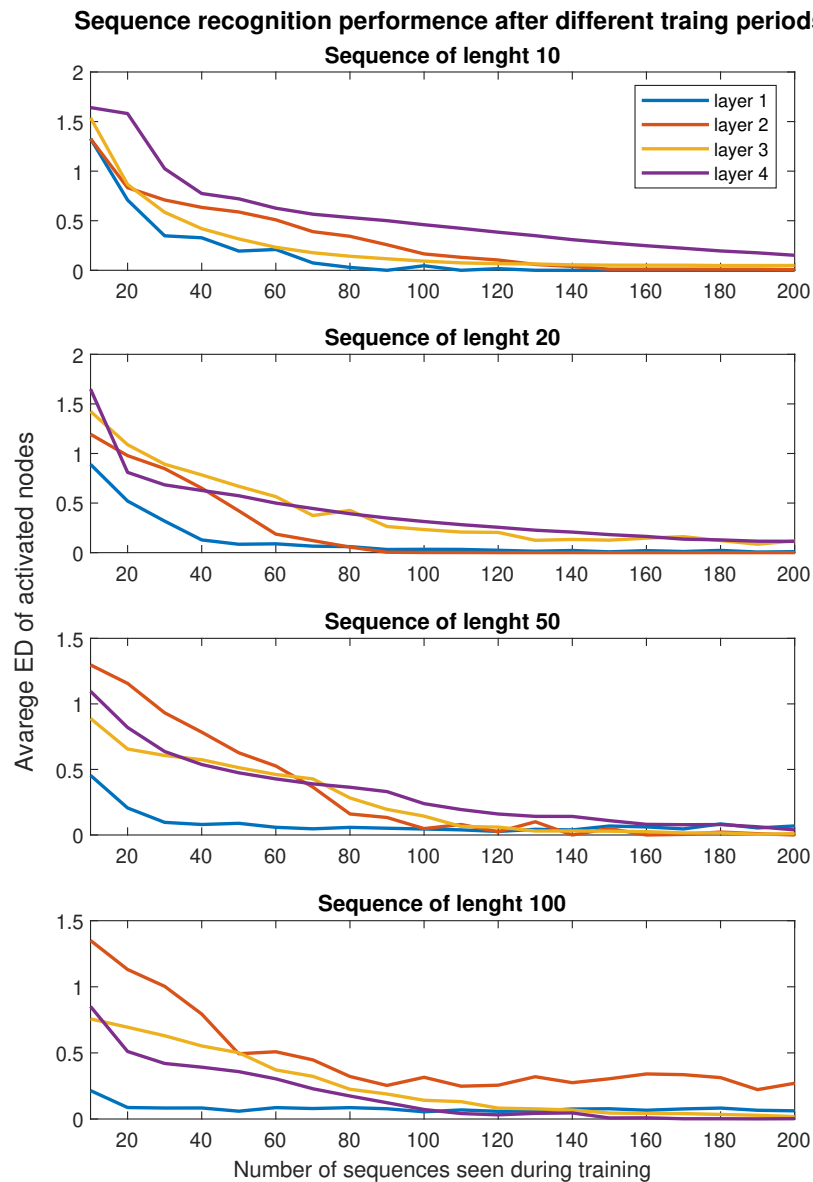 Sequence recognition performence after different traing periods
Sequence of lenght 10
2
1.5
1
0.5
0
layer 1
layer 2
layer 3
layer 4
20 40 60 80 100 120 140 160 180 200
Sequence of lenght 20
2
1.5
1
0.5
0
20 40 60 80 100 120 140 160 180 200
Avarege ED of activated nodes
Sequence of lenght 50
1.5
1
0.5
0
20 40 60 80 100 120 140 160 180 200
Sequence of lenght 100
1.5
1
0.5
0
20 40 60 80 100 120 140 160 180 200
Number of sequences seen during training